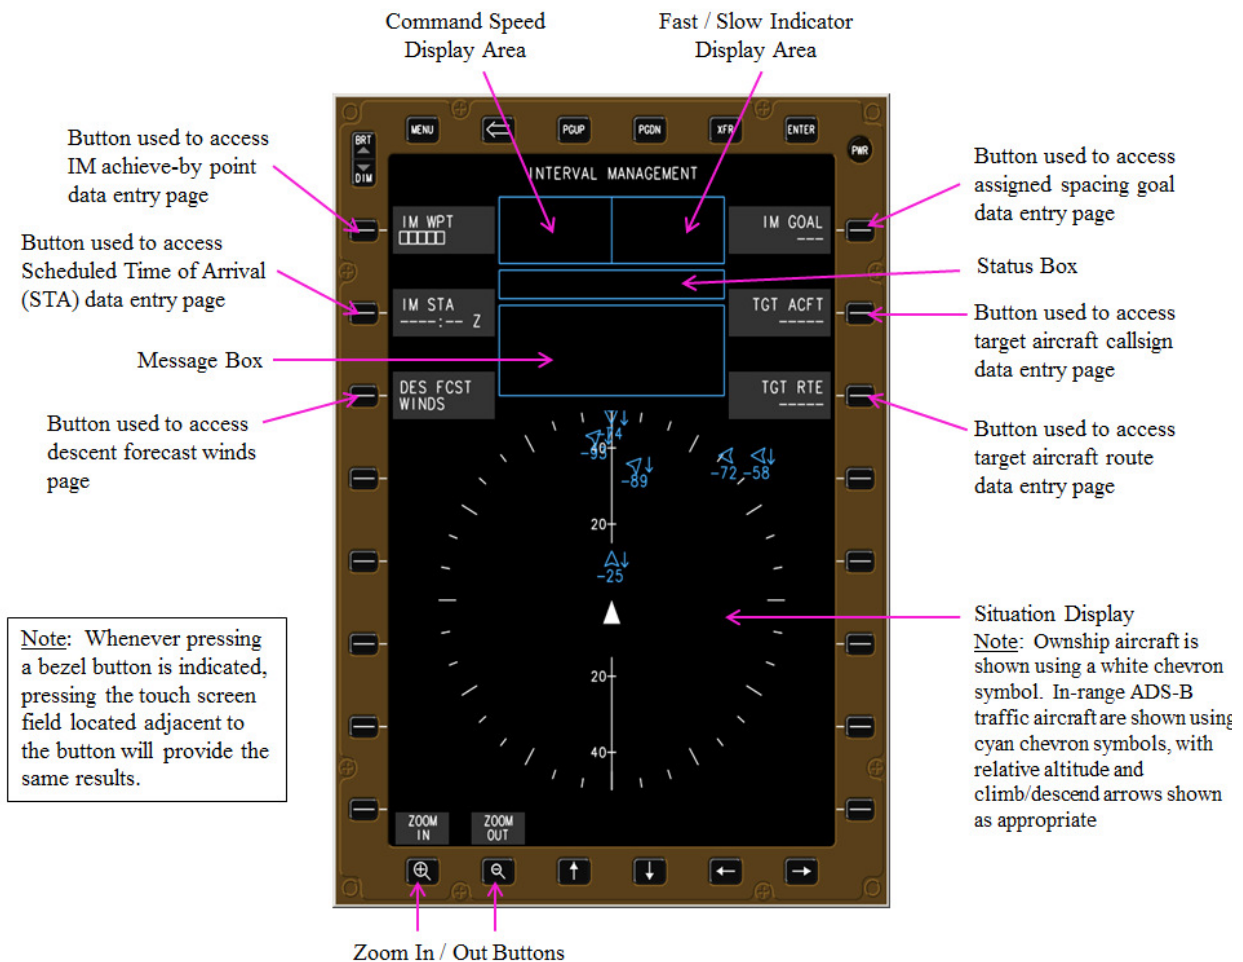 Command Speed
Display Area
Fast / Slow Indicator
Display Area
Button used to access
IM achieve-by point
data entry page
Button used to access
Scheduled Time of Arrival
(STA) data entry page
Message Box
Button used to access
descent forecast winds
page
Note: Whenever pressing
a bezel button is indicated,
pressing the touch screen
field located adjacent to
the button will provide the
same results.
BRT
DIM
MENU
PGUP
PGDN
XFR
ENTER
PWR
INTERVAL MANAGEMENT
IM WPT
IM GOAL
---
IM STA
----:-- Z
TGT ACFT
-----
DES FCST
WINDS
TGT RTE
-----
40
-74
-95
-89
-72
-58
20
-25
20
40
ZOOM
IN
ZOOM
OUT
Button used to access
assigned spacing goal
data entry page
Status Box
Button used to access
target aircraft callsign
data entry page
Button used to access
target aircraft route
data entry page
Situation Display
Note: Ownship aircraft is
shown using a white chevron
symbol. In-range ADS-B
traffic aircraft are shown using
cyan chevron symbols, with
relative altitude and
climb/descend arrows shown
as appropriate
Zoom In / Out Buttons